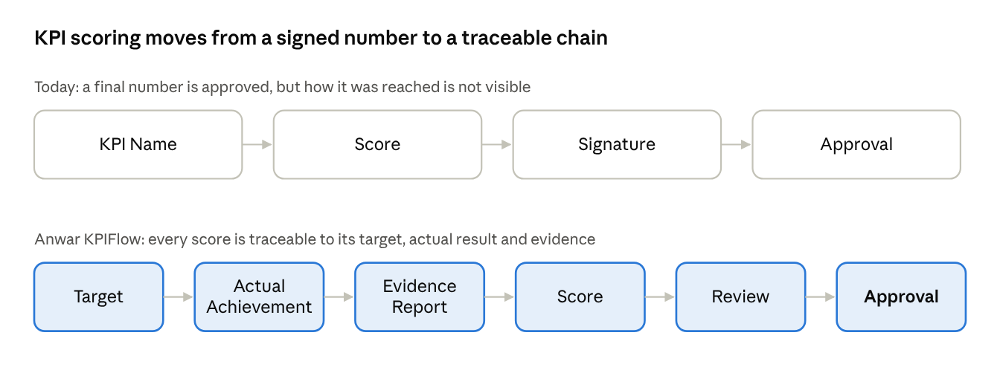 KPI scoring moves from a signed number to a traceable chain
Today: a final number is approved, but how it was reached is not visible
KPI Name
Score
Signature
Approval
Anwar KPIFlow: every score is traceable to its target, actual result and evidence
Target
Actual
Achievement
Evidence
Report
Score
Review
Approval